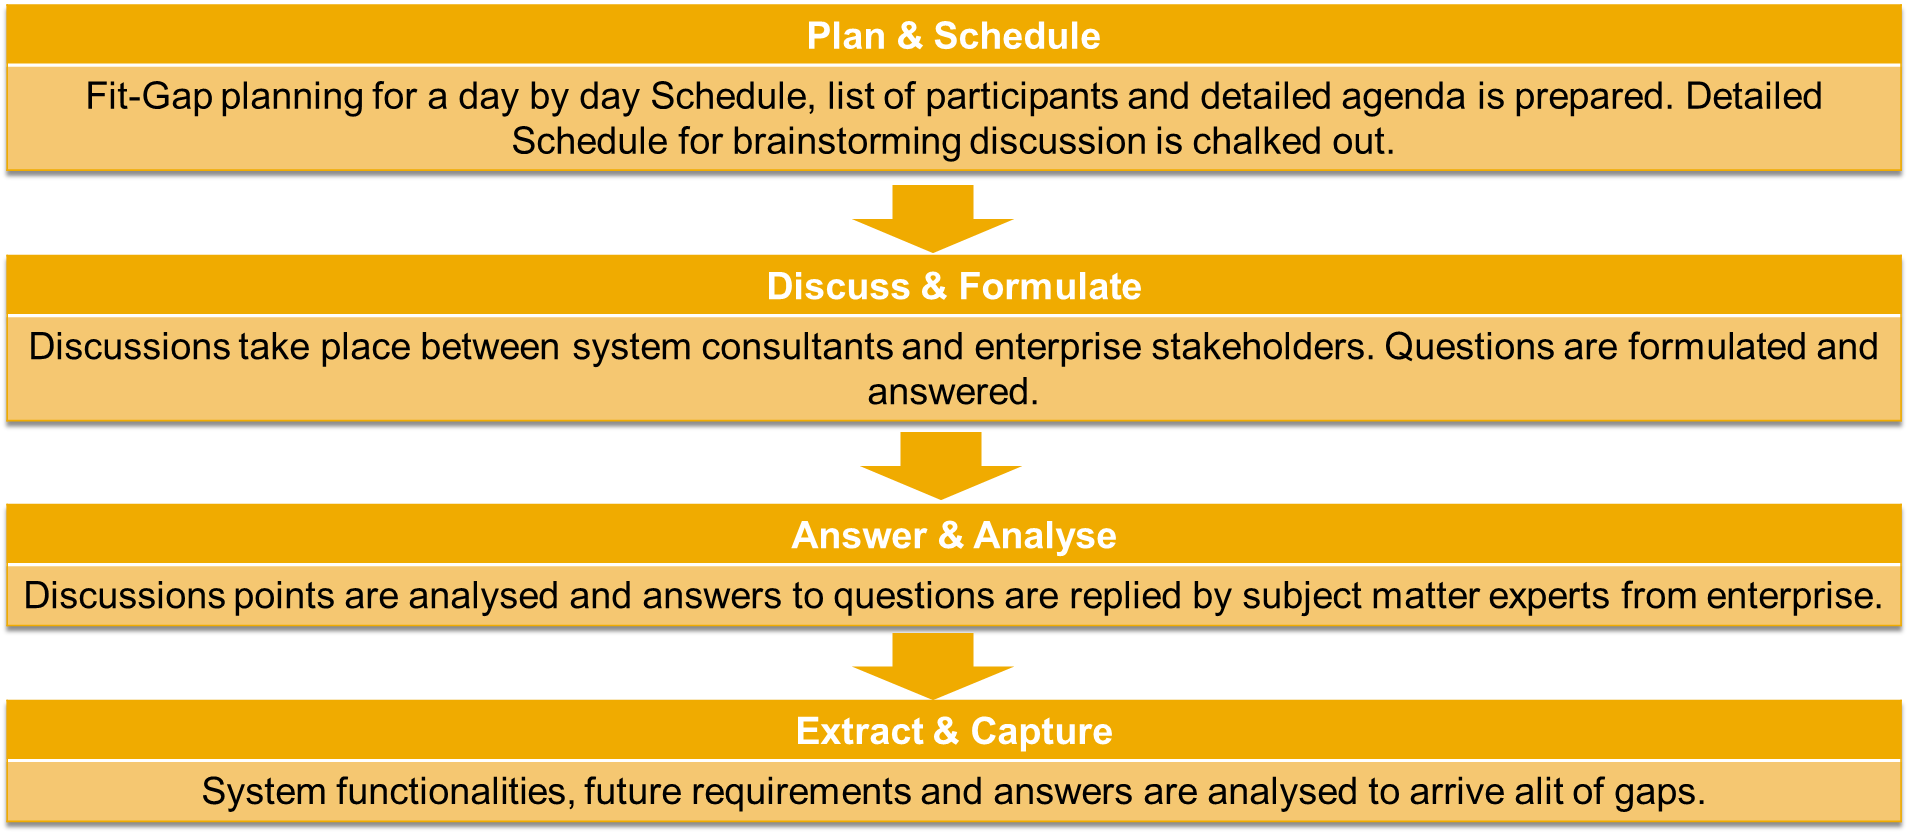 Plan & Schedule
Fit-Gap planning for a day by day Schedule, list of participants and detailed agenda is prepared. Detailed
Schedule for brainstorming discussion is chalked out.
Discuss & Formulate
Discussions take place between system consultants and enterprise stakeholders. Questions are formulated and
answered.
Answer & Analyse
Discussions points are analysed and answers to questions are replied by subject matter experts from enterprise.
Extract & Capture
System functionalities, future requirements and answers are analysed to arrive alit of gaps.